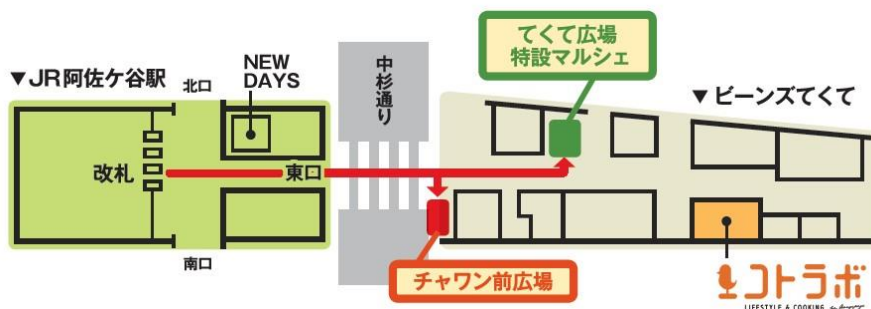 ▼JR阿佐ケ谷駅
北口
NEW
DAYS
中杉通り
てくて広場
特設マルシェ
▼ビーンズてくて
改札
東口
南口
チャワン前広場
コトラボ
LIFESTYLE & COOKING